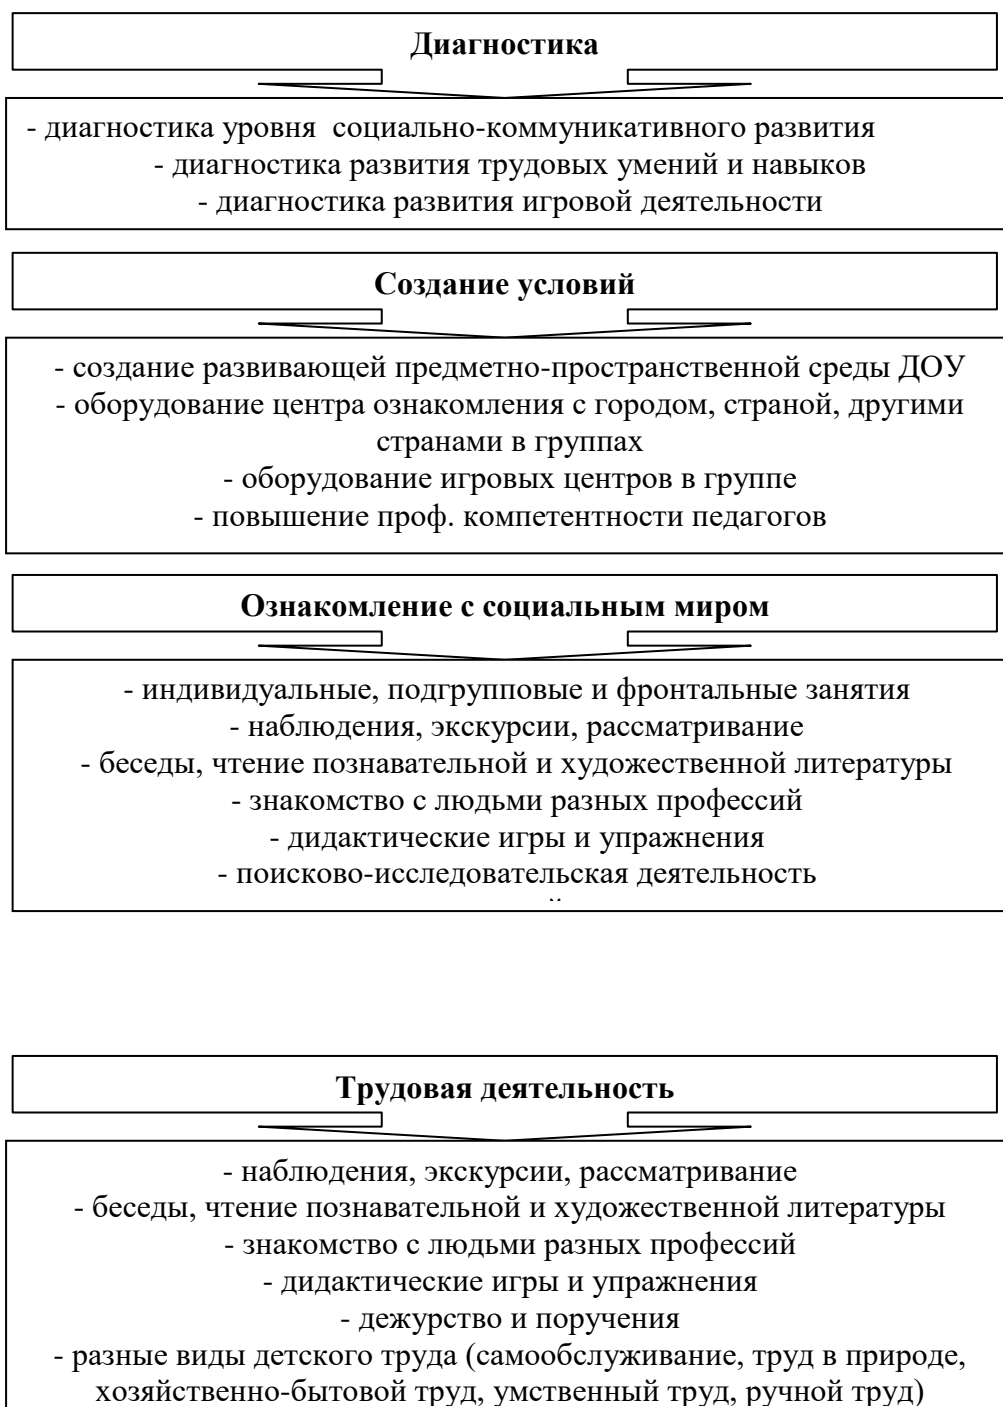 Диагностика
- диагностика уровня  социально-коммуникативного развития
- диагностика развития трудовых умений и навыков
- диагностика развития игровой деятельности
Создание условий
- создание развивающей предметно-пространственной среды ДОУ
- оборудование центра ознакомления с городом, страной, другими
странами в группах
- оборудование игровых центров в группе
- повышение проф. компетентности педагогов
Ознакомление с социальным миром
- индивидуальные, подгрупповые и фронтальные занятия
- наблюдения, экскурсии, рассматривание
- беседы, чтение познавательной и художественной литературы
- знакомство с людьми разных профессий
- дидактические игры и упражнения
- поисково-исследовательская деятельность
Трудовая деятельность
- наблюдения, экскурсии, рассматривание
- беседы, чтение познавательной и художественной литературы
- знакомство с людьми разных профессий
- дидактические игры и упражнения
- дежурство и поручения
- разные виды детского труда (самообслуживание, труд в природе,
хозяйственно-бытовой труд, умственный труд, ручной труд)